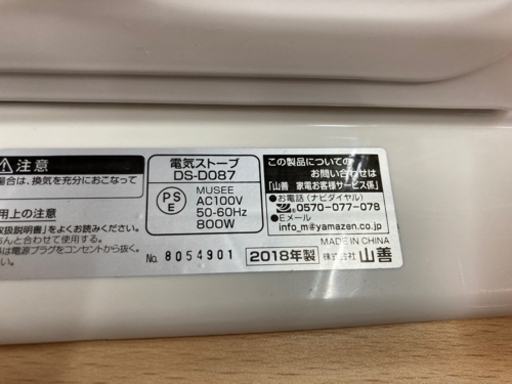 ⚠注意
場合は、換気を充分におこなって
用上の注意
取扱説明書」をよくお読みください。
ちんと合わせて使用する。
は電源プラグをコンセントから抜い
電気ストーブ
DS-D087
PS
E
MUSEE
AC100V
50-60Hz
800W
この製品についての
お問い合わせは
「山善 家電お客様サービス係」
●お電話（ナビダイヤル）
0570-077-078
●Eメール
info_m@yamazen.co.jp
MADE IN CHINA
No. 8054901
2018年製
株式会社 山善